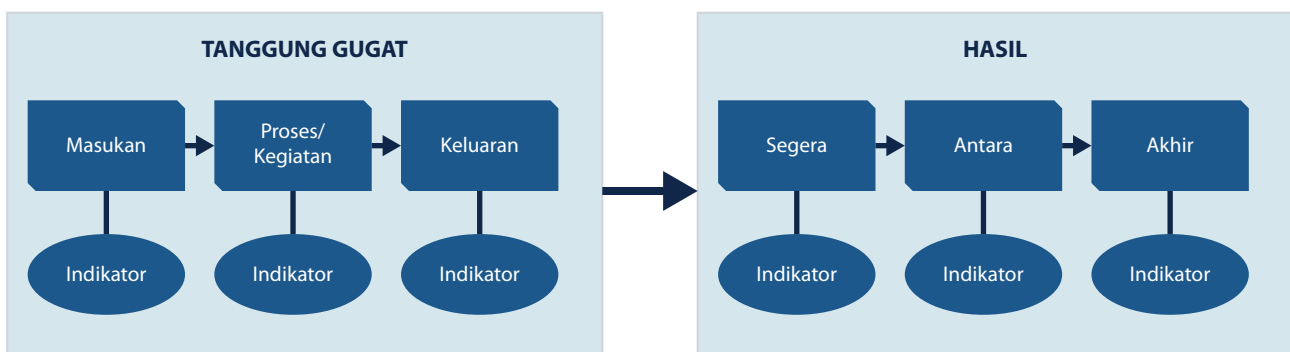 TANGGUNG GUGAT
Masukan
Proses/
Kegiatan
Keluaran
Indikator
Indikator
Indikator
HASIL
Segera
Antara
Akhir
Indikator
Indikator
Indikator